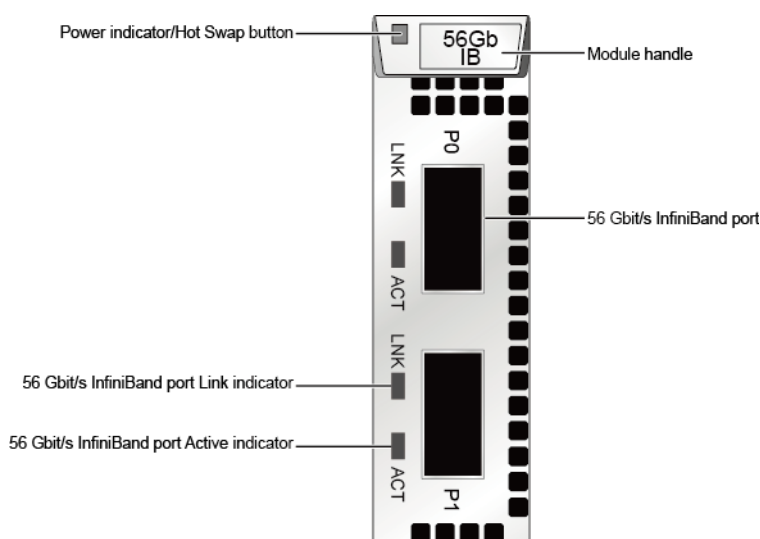 Power indicator/Hot Swap button
56Gb
IB
Module handle
P0
LNK
56 Gbit/s InfiniBand port
ACT
LNK
56 Gbit/s InfiniBand port Link indicator
56 Gbit/s InfiniBand port Active indicator
ACT
P1